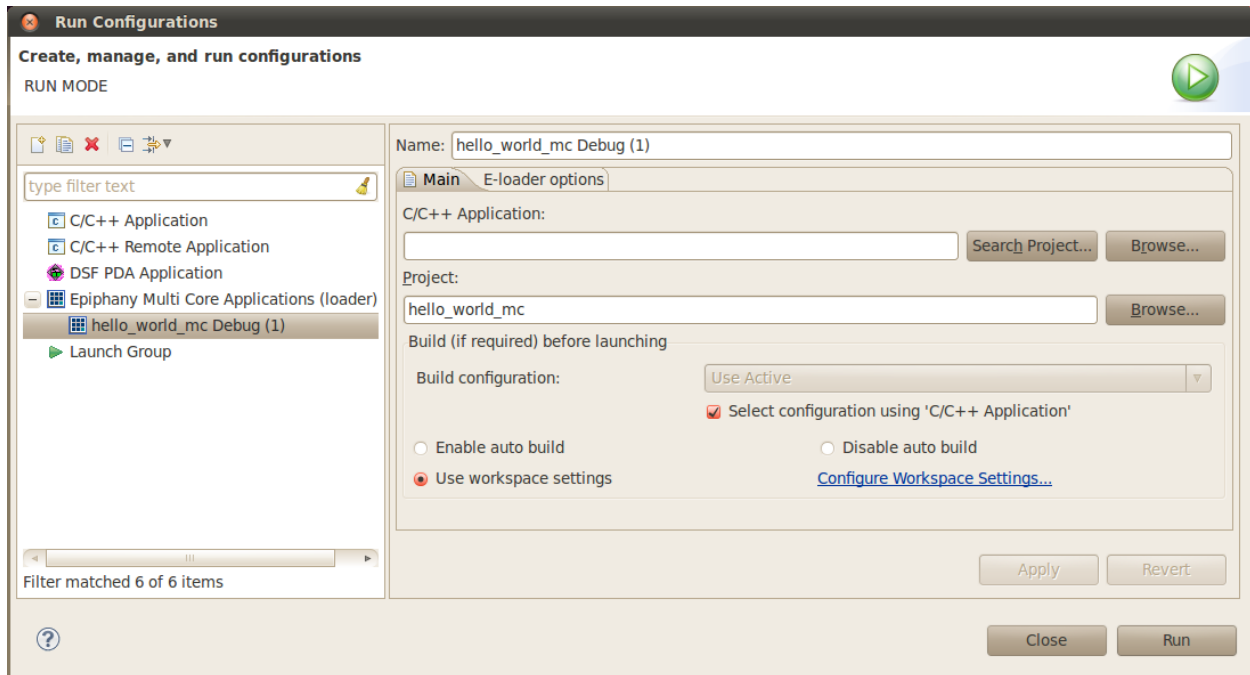 Run Configurations
Create, manage, and run configurations
RUN MODE
type filter text
C/C++ Application
C/C++ Remote Application
DSF PDA Application
Epiphany Multi Core Applications (loader)
hello_world_mc Debug (1)
Launch Group
Filter matched 6 of 6 items
Name: hello_world_mc Debug (1)
Main E-loader options
C/C++ Application:
Search Project... Browse...
Project:
hello_world_mc Browse...
Build (if required) before launching
Build configuration: Use Active
Select configuration using 'C/C++ Application'
Enable auto build Disable auto build
Use workspace settings Configure Workspace Settings...
Apply Revert
Close Run